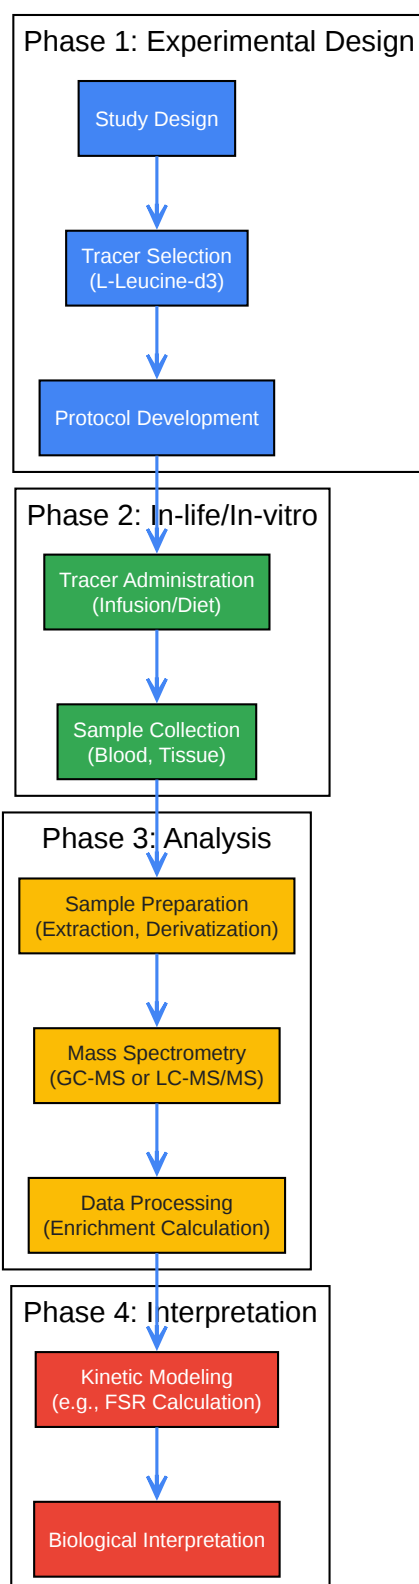 Phase 1: Experimental Design
Study Design
Tracer Selection
(L-Leucine-d3)
Protocol Development
Phase 2: In-life/In-vitro
Tracer Administration
(Infusion/Diet)
Sample Collection
(Blood, Tissue)
Phase 3: Analysis
Sample Preparation
(Extraction, Derivatization)
Mass Spectrometry
(GC-MS or LC-MS/MS)
Data Processing
(Enrichment Calculation)
Phase 4: Interpretation
Kinetic Modeling
(e.g., FSR Calculation)
Biological Interpretation